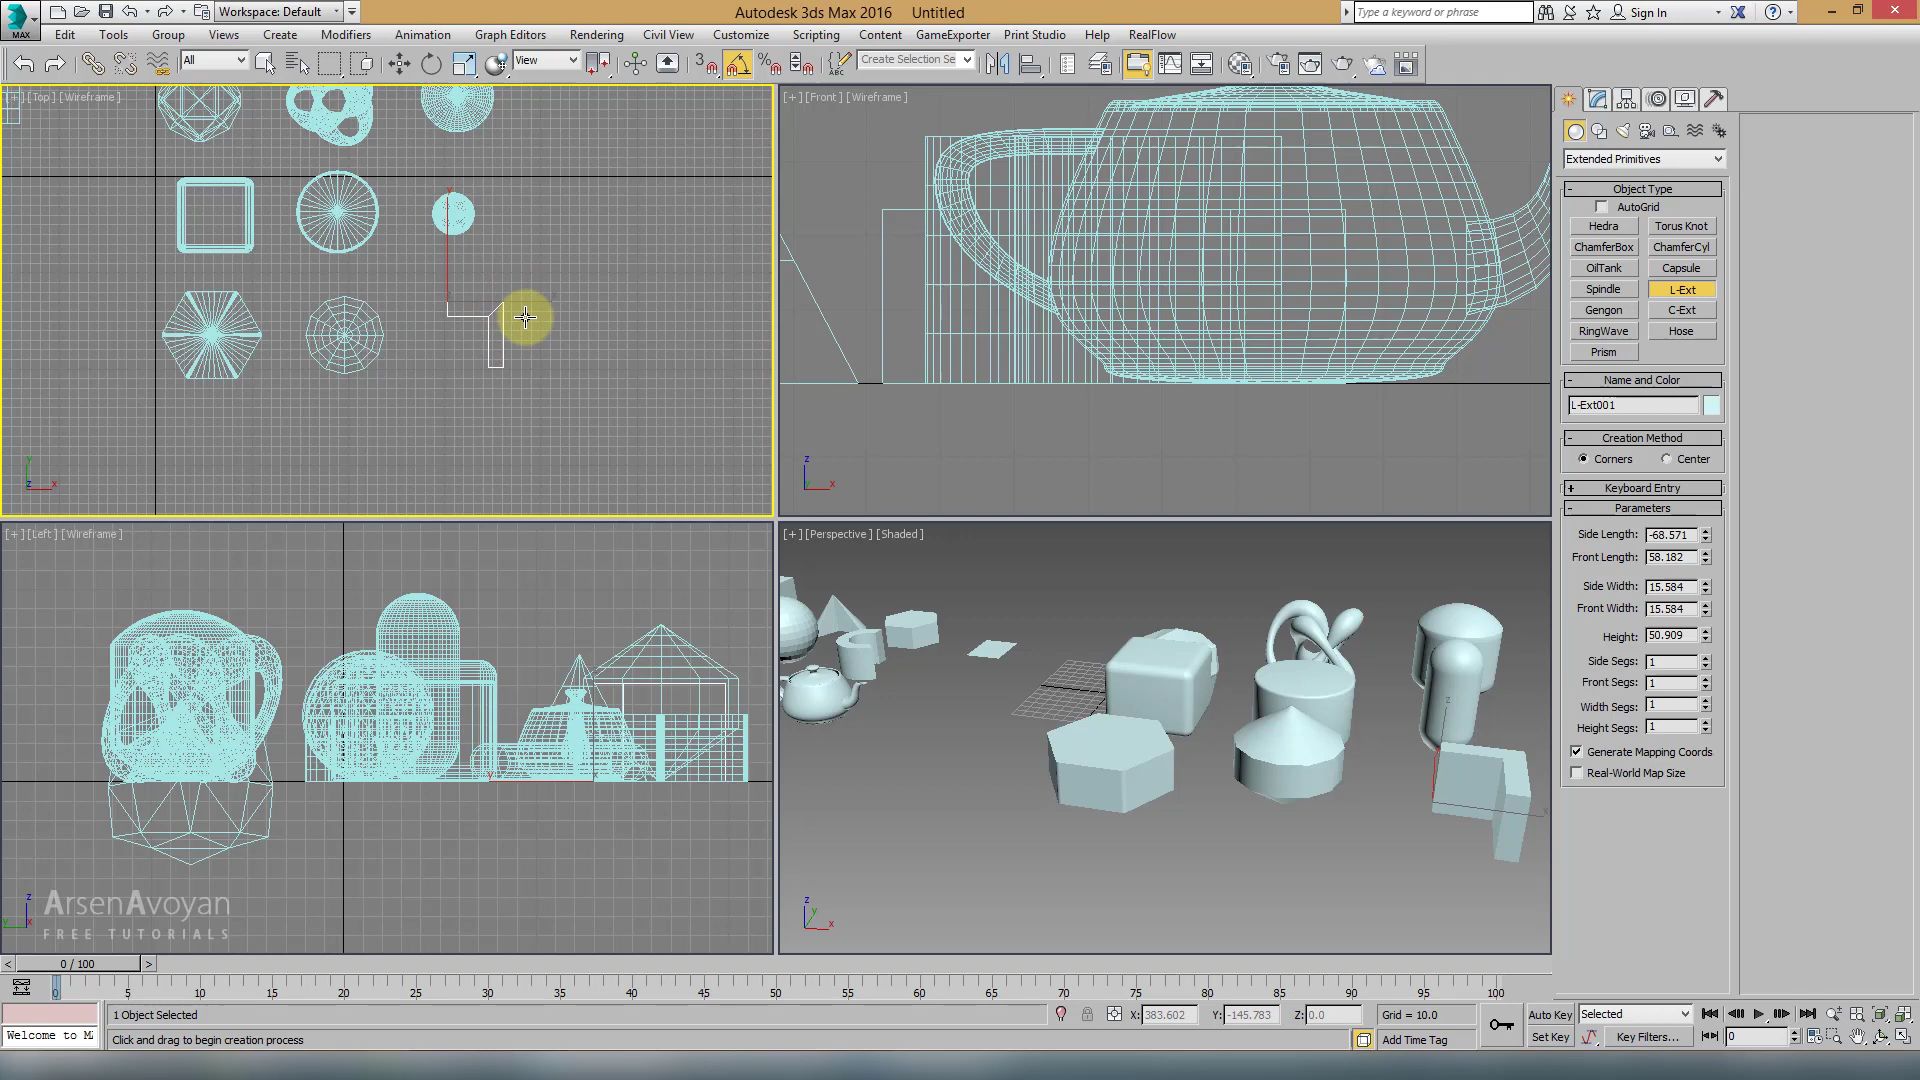 Workspace: Default
Autodesk 3ds Max 2016 Untitled
Type a keyword or phrase
Sign In
MAX
Edit Tools Group Views Create Modifiers Animation Graph Editors Rendering Civil View Customize Scripting Content GameExporter Print Studio Help RealFlow
All
View
3
%
ABC
Create Selection Se
[+] [Top] [Wireframe]
[+] [Front] [Wireframe]
Extended Primitives
Object Type
AutoGrid
Hedra Torus Knot
ChamferBox ChamferCyl
OilTank Capsule
Spindle L-Ext
Gengon C-Ext
RingWave Hose
Prism
Name and Color
L-Ext001
Creation Method
Corners Center
Keyboard Entry
Parameters
Side Length: -68.571
Front Length: 58.182
Side Width: 15.584
Front Width: 15.584
Height: 50.909
Side Segs: 1
Front Segs: 1
Width Segs: 1
Height Segs: 1
Generate Mapping Coords
Real-World Map Size
[+] [Left] [Wireframe]
[+] [Perspective] [Shaded]
ArsenAvoyan
FREE TUTORIALS
< 0 / 100 >
0 5 10 15 20 25 30 35 40 45 50 55 60 65 70 75 80 85 90 95 100
1 Object Selected
X: 383.602 Y: -145.783 Z: 0.0
Grid = 10.0
Auto Key Selected
Welcome to M
Click and drag to begin creation process
Add Time Tag
Set Key Key Filters... 0